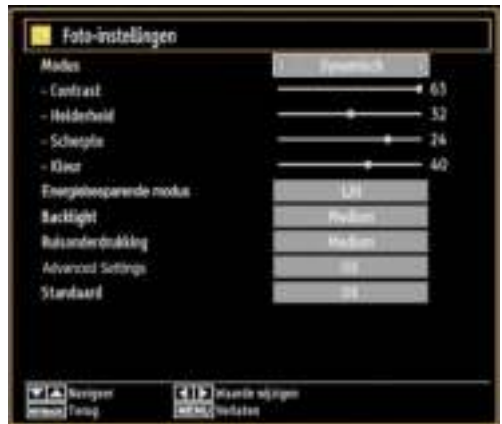 Foto-instellingen
Modus Dynamisch
- Contrast 63
- Helderheid 32
- Scherpte 24
- Kleur 40
Energiebesparende modus
Backlight Medium
Ruisonderdrukking Medium
Advanced Settings
Standaard
Navigeer Waarde wijzigen
Terug MENU Verlaten